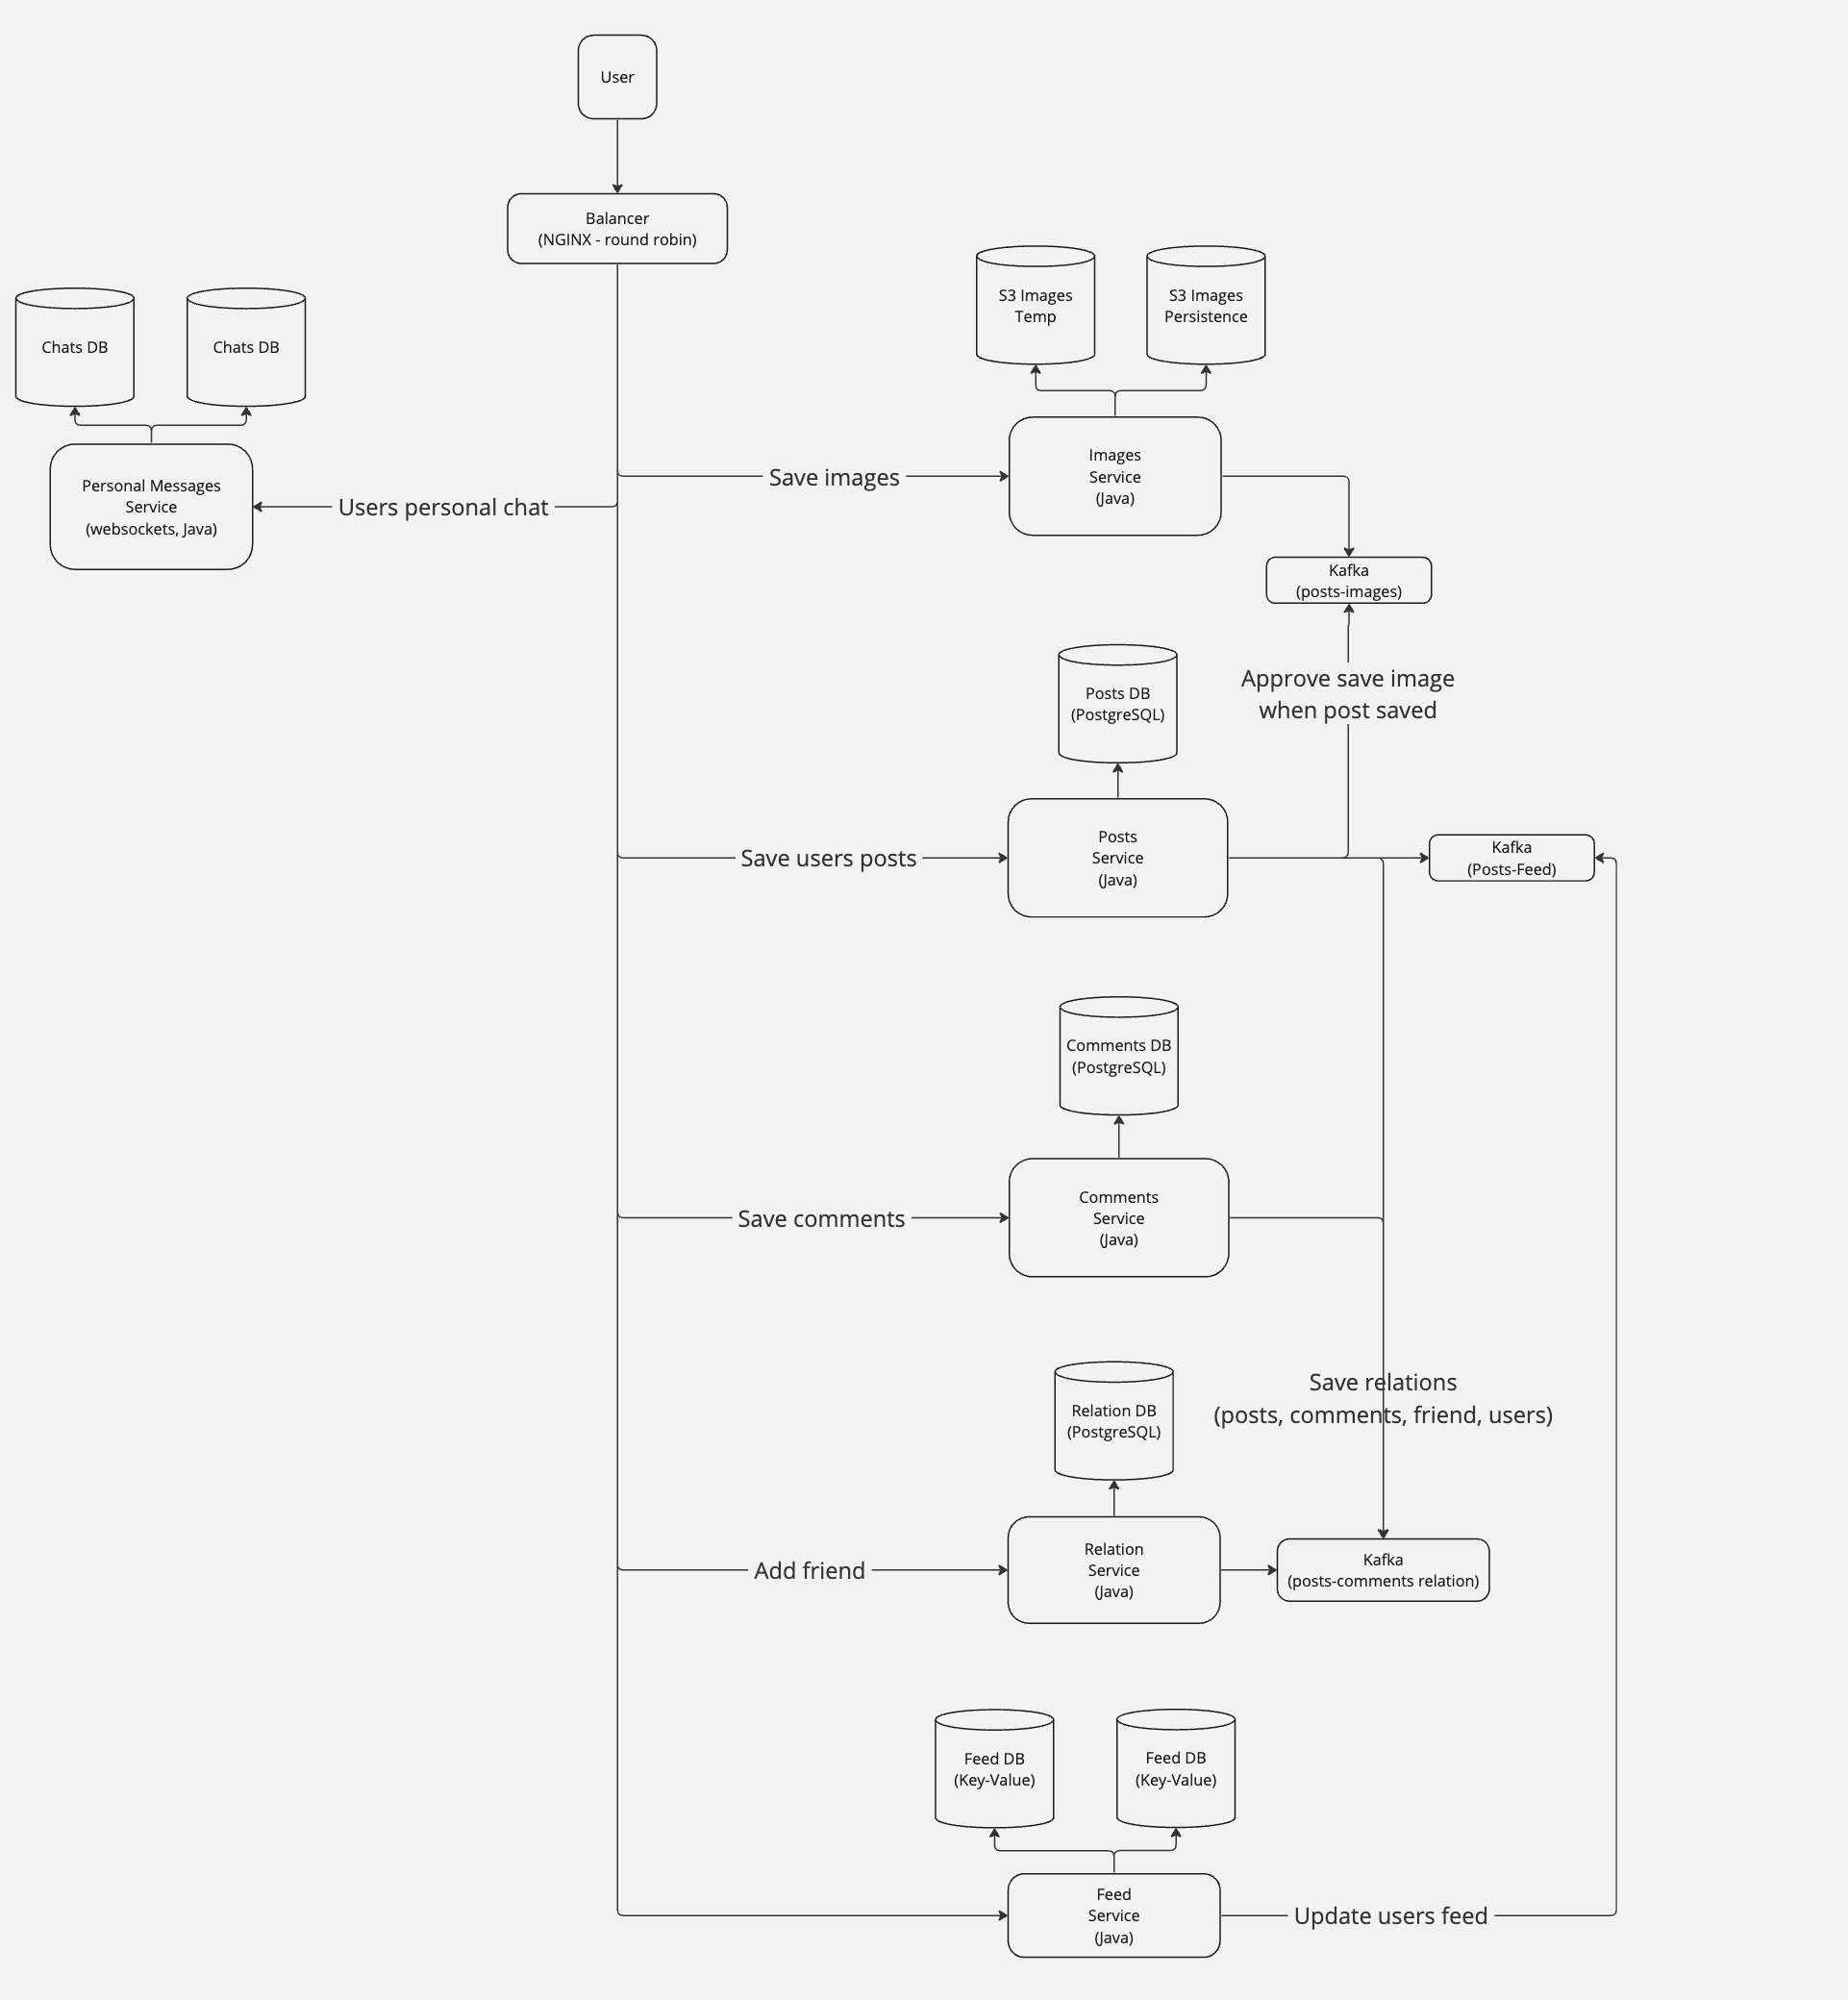 User
Balancer
(NGINX - round robin)
Chats DB
Chats DB
S3 Images
Temp
S3 Images
Persistence
Personal Messages
Service
(websockets, Java)
Users personal chat
Save images
Images
Service
(Java)
Kafka
(posts-images)
Approve save image
when post saved
Posts DB
(PostgreSQL)
Save users posts
Posts
Service
(Java)
Kafka
(Posts-Feed)
Comments DB
(PostgreSQL)
Save comments
Comments
Service
(Java)
Save relations
(posts, comments, friend, users)
Relation DB
(PostgreSQL)
Add friend
Relation
Service
(Java)
Kafka
(posts-comments relation)
Feed DB
(Key-Value)
Feed DB
(Key-Value)
Feed
Service
(Java)
Update users feed